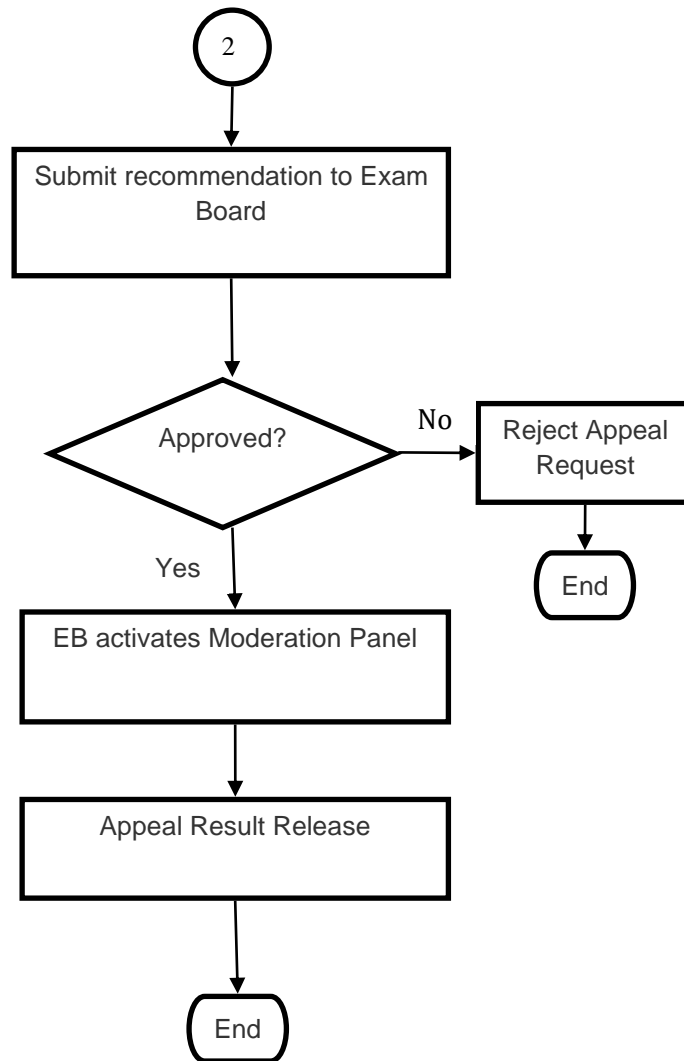 2
Submit recommendation to Exam
Board
Approved?
No
Reject Appeal
Request
Yes
End
EB activates Moderation Panel
Appeal Result Release
End